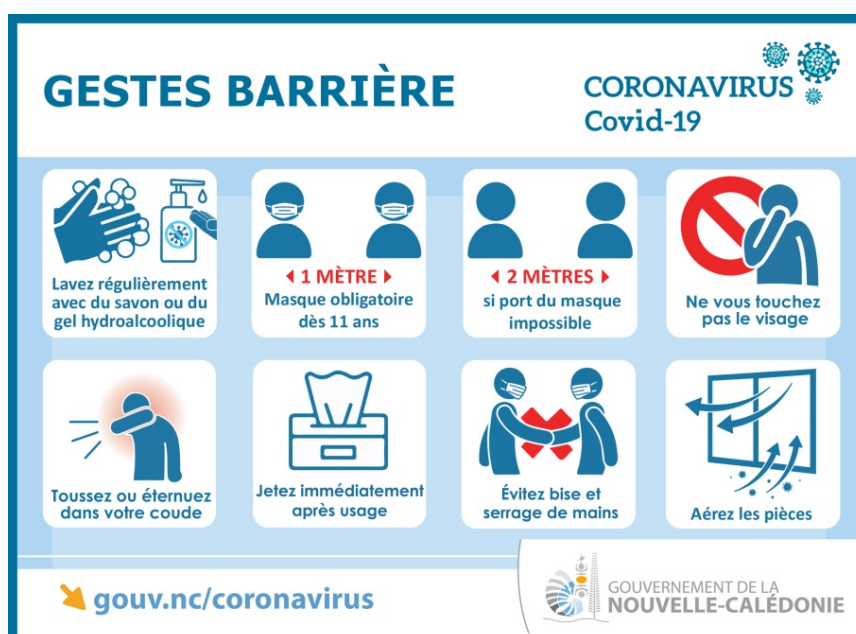 GESTES BARRIÈRE
CORONAVIRUS
Covid-19
Lavez régulièrement
avec du savon ou du
gel hydroalcoolique
1 MÈTRE
Masque obligatoire
dès 11 ans
2 MÈTRES
si port du masque
impossible
Ne vous touchez
pas le visage
Toussez ou éternuez
dans votre coude
Jetez immédiatement
après usage
Évitez bise et
serrage de mains
Aérez les pièces
gouv.nc/coronavirus
GOUVERNEMENT DE LA
NOUVELLE-CALÉDONIE